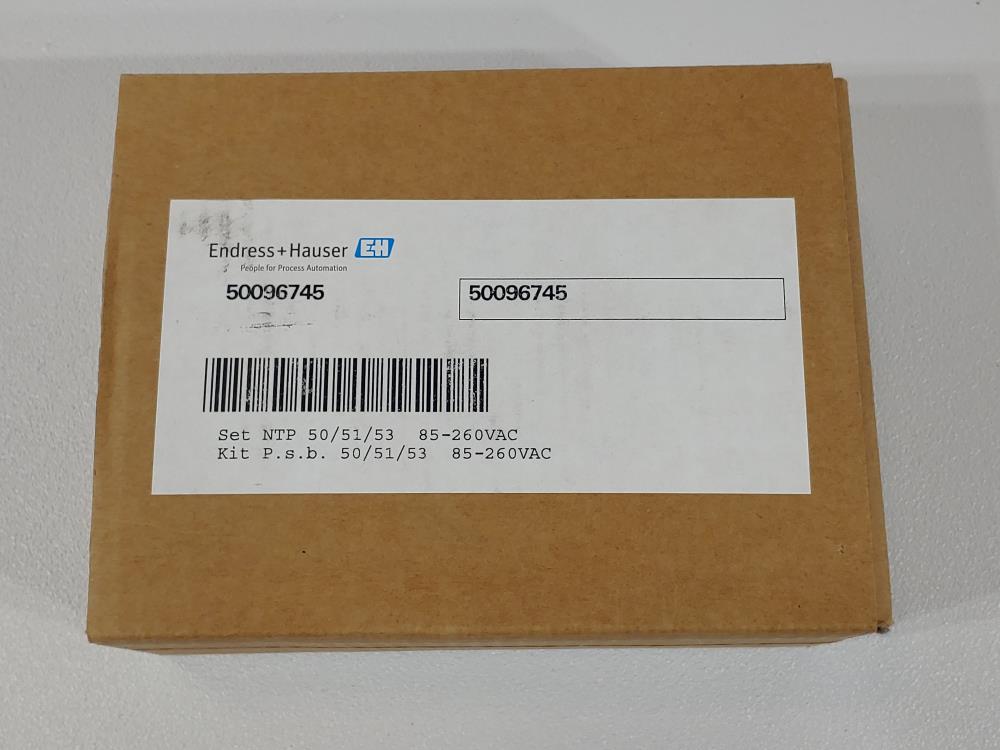 Endress+Hauser EH
People for Process Automation
50096745
50096745
Set NTP 50/51/53 85-260VAC
Kit P.s.b. 50/51/53 85-260VAC